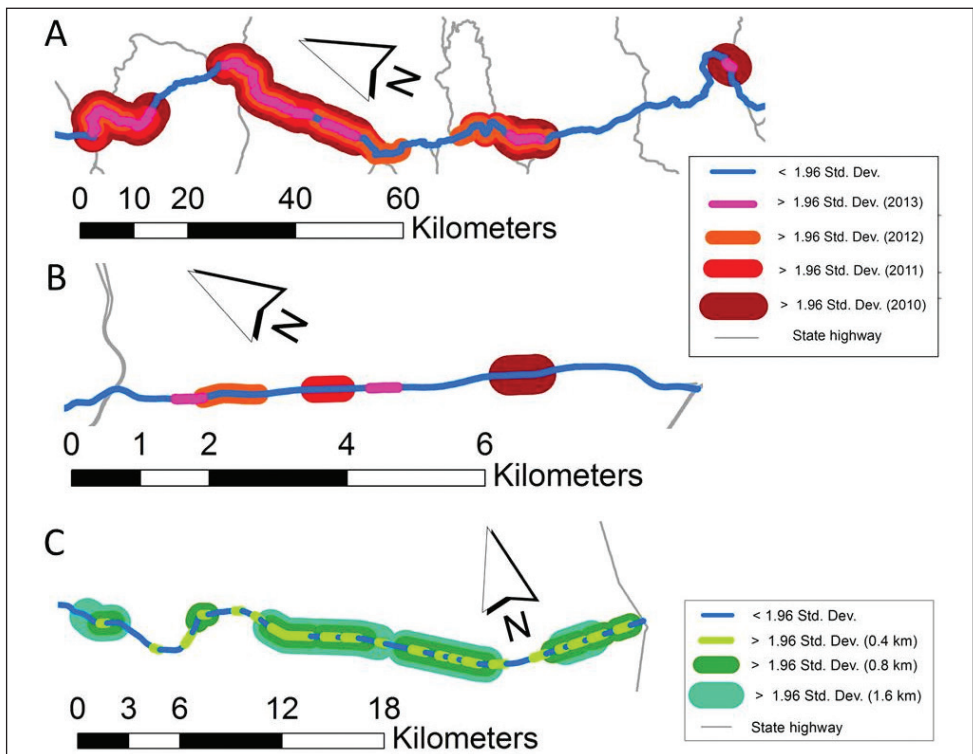 A
N
0 10 20 40 60
Kilometers
< 1.96 Std. Dev.
> 1.96 Std. Dev. (2013)
> 1.96 Std. Dev. (2012)
> 1.96 Std. Dev. (2011)
> 1.96 Std. Dev. (2010)
State highway
B
N
0 1 2 4 6
Kilometers
C
N
0 3 6 12 18
Kilometers
< 1.96 Std. Dev.
> 1.96 Std. Dev. (0.4 km)
> 1.96 Std. Dev. (0.8 km)
> 1.96 Std. Dev. (1.6 km)
State highway